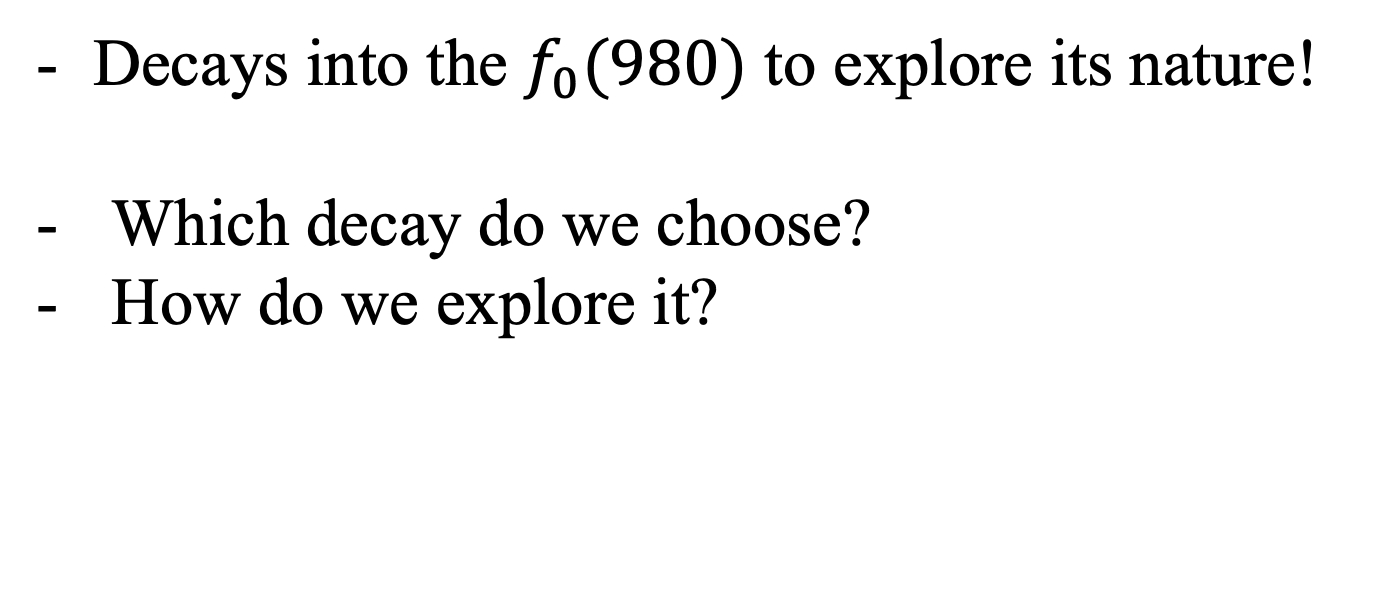 - Decays into the 𝑓₀(980) to explore its nature!
- Which decay do we choose?
- How do we explore it?